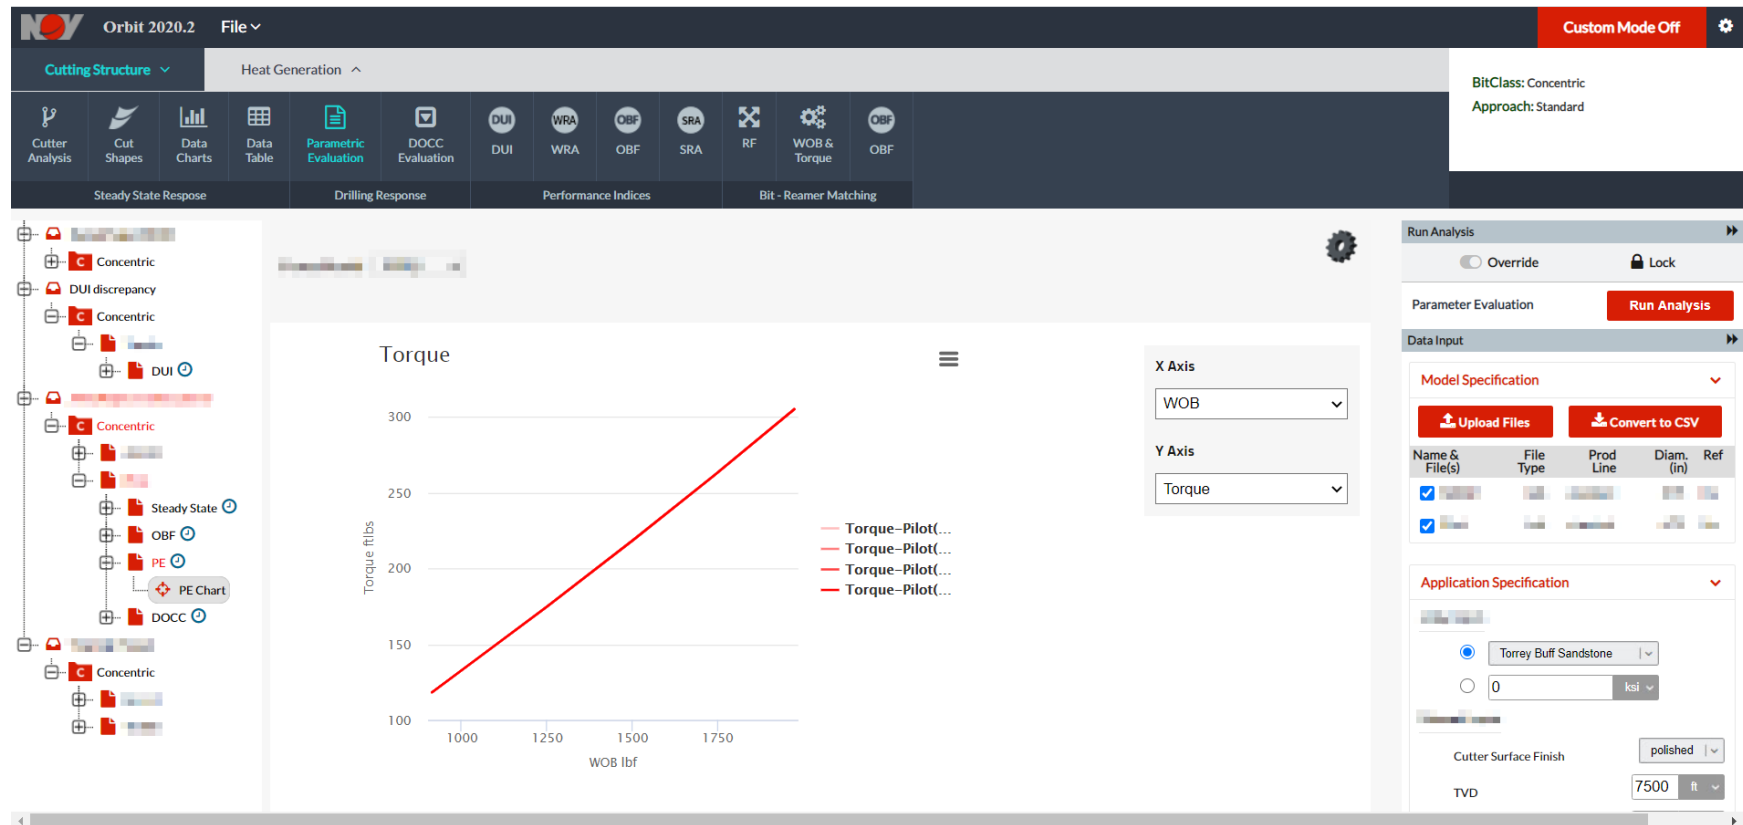 NOV Orbit 2020.2 File Custom Mode Off
Cutting Structure Heat Generation
BitClass: Concentric
Approach: Standard
Cutter Analysis
Cut Shapes
Data Charts
Data Table
Parametric Evaluation
DOCC Evaluation
DUI DUI
WRA WRA
OBF OBF
SRA SRA
RF
WOB & Torque
OBF OBF
Steady State Respose Drilling Response Performance Indices Bit - Reamer Matching
C Concentric
DUI discrepancy
C Concentric
DUI
C Concentric
Steady State
OBF
PE
PE Chart
DOCC
C Concentric
Torque
300
250
200
150
100
Torque ftlbs
1000 1250 1500 1750
WOB lbf
Torque-Pilot(...
Torque-Pilot(...
Torque-Pilot(...
Torque-Pilot(...
X Axis
WOB
Y Axis
Torque
Run Analysis
Override Lock
Parameter Evaluation Run Analysis
Data Input
Model Specification
Upload Files Convert to CSV
Name & File(s) File Type Prod Line Diam. (in) Ref
Application Specification
Torrey Buff Sandstone
0 ksi
Cutter Surface Finish polished
TVD 7500 ft